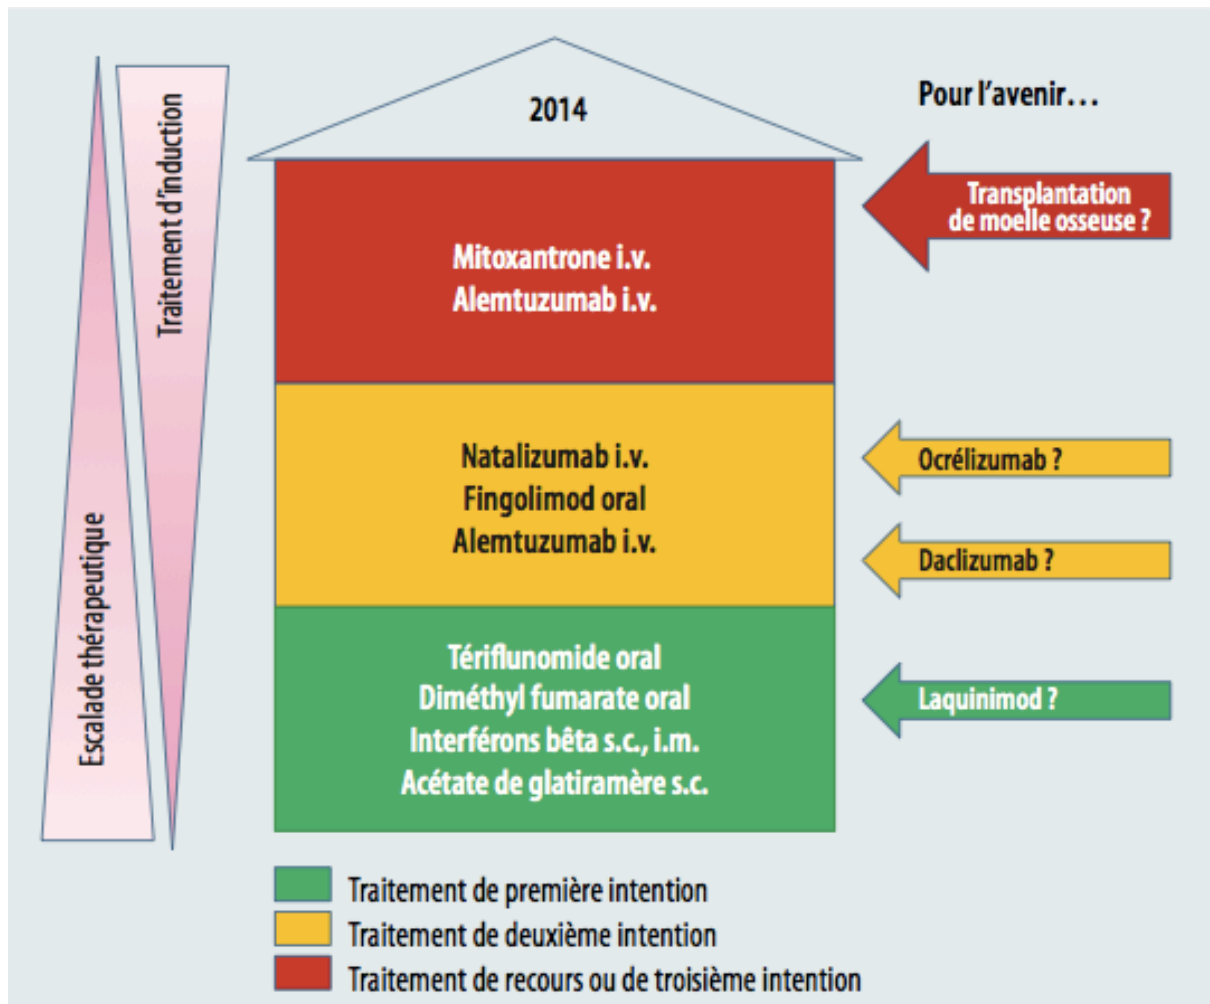 2014
Pour l'avenir…
Traitement d'induction
Escalade thérapeutique
Mitoxantrone i.v.
Alemtuzumab i.v.
Transplantation
de moelle osseuse ?
Natalizumab i.v.
Fingolimod oral
Alemtuzumab i.v.
Ocrélizumab ?
Daclizumab ?
Tériflunomide oral
Diméthyl fumarate oral
Interférons bêta s.c., i.m.
Acétate de glatiramère s.c.
Laquinimod ?
Traitement de première intention
Traitement de deuxième intention
Traitement de recours ou de troisième intention